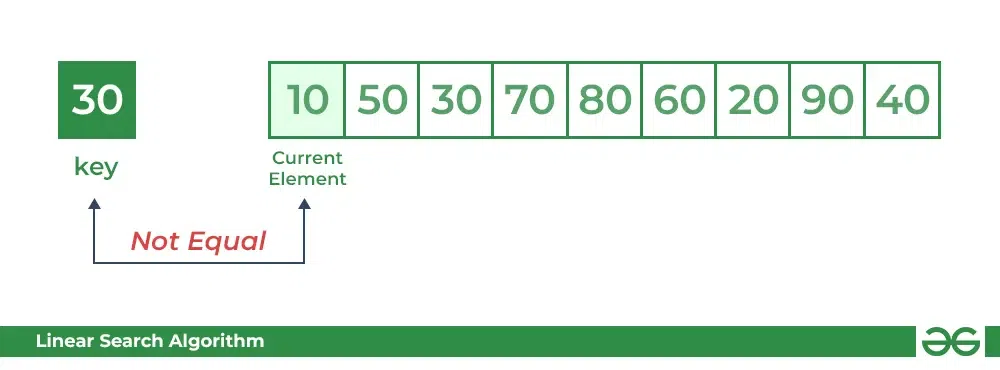 30
10 50 30 70 80 60 20 90 40
key
Current
Element
Not Equal
Linear Search Algorithm